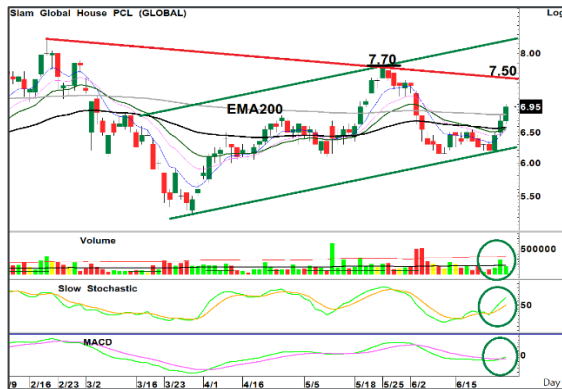 Siam Global House PCL (GLOBAL)
Log
8.00
7.70
7.50
EMA200
6.95
6.50
6.00
5.50
Volume
500000
Slow Stochastic
50
MACD
0
/9 2/16 2/23 3/2 3/16 3/23 4/1 4/16 5/5 5/18 5/25 6/2 6/15 Day